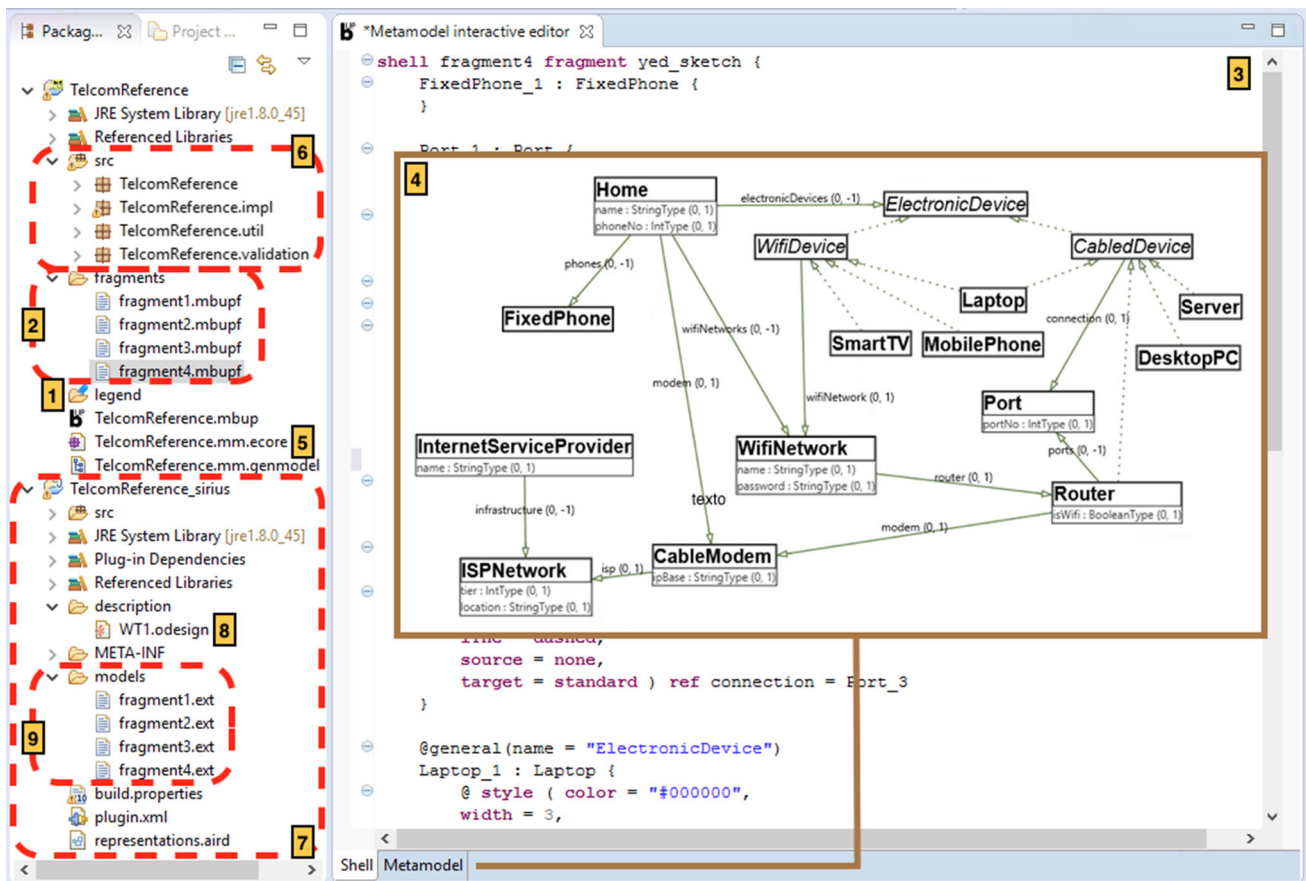 Packag...
Project ...
TelcomReference
JRE System Library [jre1.8.0_45]
Referenced Libraries
6
src
TelcomReference
TelcomReference.impl
TelcomReference.util
TelcomReference.validation
fragments
fragment1.mbupf
2
fragment2.mbupf
fragment3.mbupf
fragment4.mbupf
1
legend
TelcomReference.mbup
TelcomReference.mm.ecore
5
TelcomReference.mm.genmodel
TelcomReference_sirius
src
JRE System Library [jre1.8.0_45]
Plug-in Dependencies
Referenced Libraries
description
WT1.odesign
8
META-INF
models
fragment1.ext
fragment2.ext
9
fragment3.ext
fragment4.ext
build.properties
plugin.xml
representations.aird
7
*Metamodel interactive editor
3
shell fragment4 fragment yed_sketch {
FixedPhone_1 : FixedPhone {
}
Port_1 : Port {
4
Home
name : StringType (0, 1)
phoneNo : IntType (0, 1)
electronicDevices (0, -1)
ElectronicDevice
WifiDevice
CabledDevice
phones (0, -1)
FixedPhone
Laptop
Server
connection (0, 1)
wifiNetworks (0, -1)
SmartTV
MobilePhone
DesktopPC
modem (0, 1)
wifiNetwork (0, 1)
Port
portNo : IntType (0, 1)
InternetServiceProvider
name : StringType (0, 1)
WifiNetwork
name : StringType (0, 1)
password : StringType (0, 1)
ports (0, -1)
router (0, 1)
Router
isWifi : BooleanType (0, 1)
texto
infrastructure (0, -1)
modem (0, 1)
CableModem
ipBase : StringType (0, 1)
isp (0, 1)
ISPNetwork
tier : IntType (0, 1)
location : StringType (0, 1)
line = dashed,
source = none,
target = standard ) ref connection = Port_3
}
@general(name = "ElectronicDevice")
Laptop_1 : Laptop {
@ style ( color = "#000000",
width = 3,
Shell
Metamodel